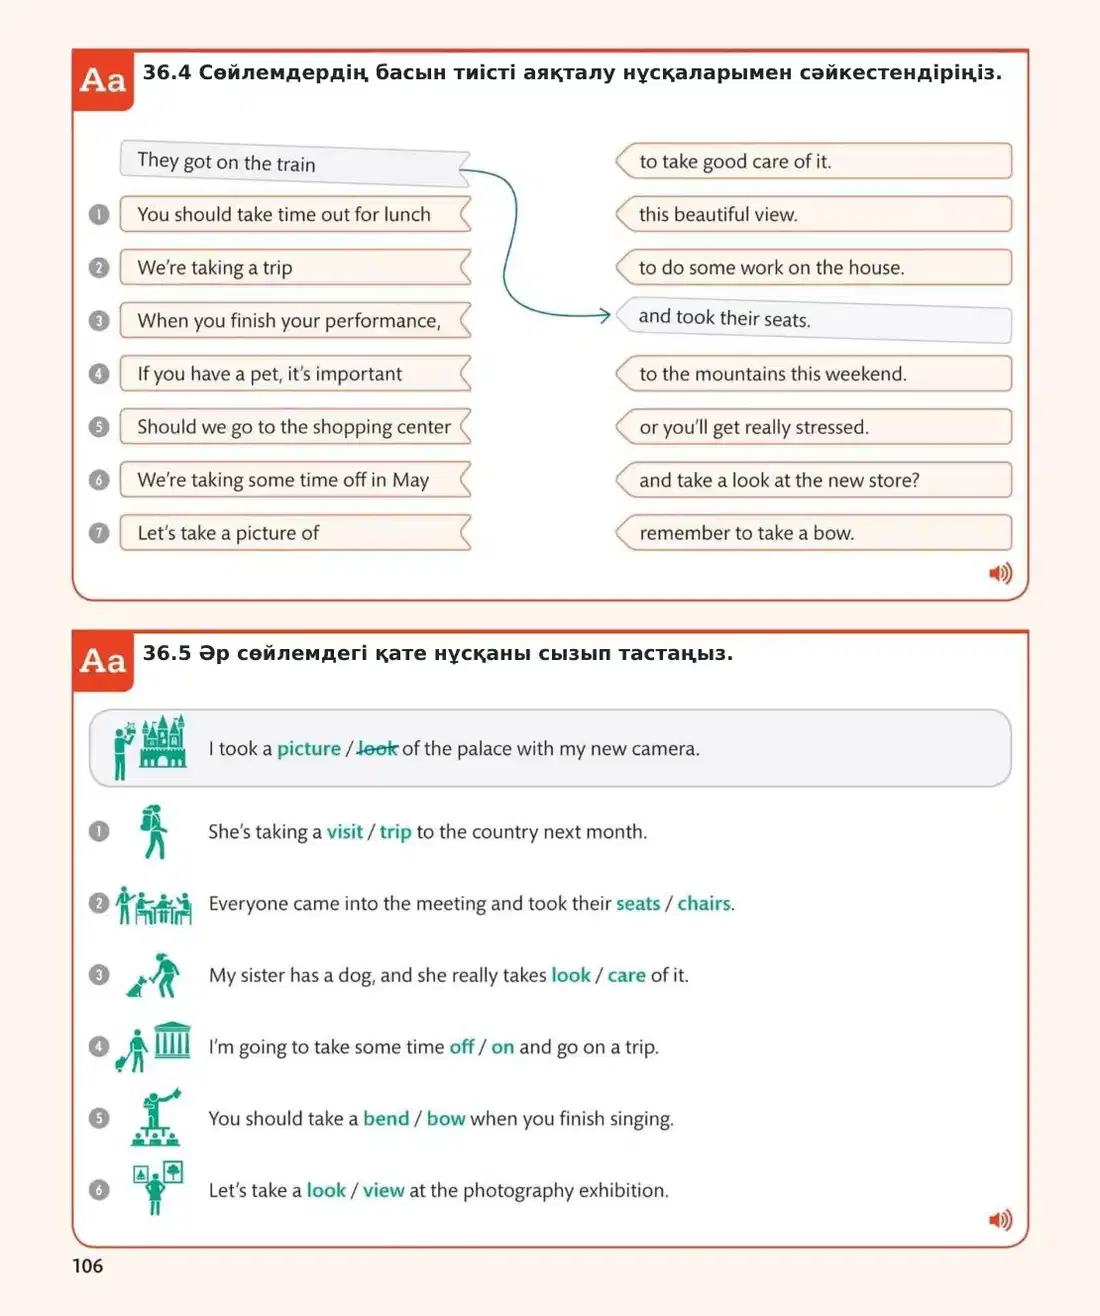 Aa
36.4 Сөйлемдердің басын тиісті аяқталу нұсқаларымен сәйкестендіріңіз.
They got on the train
to take good care of it.
1 You should take time out for lunch
this beautiful view.
2 We're taking a trip
to do some work on the house.
3 When you finish your performance,
and took their seats.
4 If you have a pet, it's important
to the mountains this weekend.
5 Should we go to the shopping center
or you'll get really stressed.
6 We're taking some time off in May
and take a look at the new store?
7 Let's take a picture of
remember to take a bow.
Aa
36.5 Әр сөйлемдегі қате нұсқаны сызып тастаңыз.
I took a picture / look of the palace with my new camera.
1 She's taking a visit / trip to the country next month.
2 Everyone came into the meeting and took their seats / chairs.
3 My sister has a dog, and she really takes look / care of it.
4 I'm going to take some time off / on and go on a trip.
5 You should take a bend / bow when you finish singing.
6 Let's take a look / view at the photography exhibition.
106